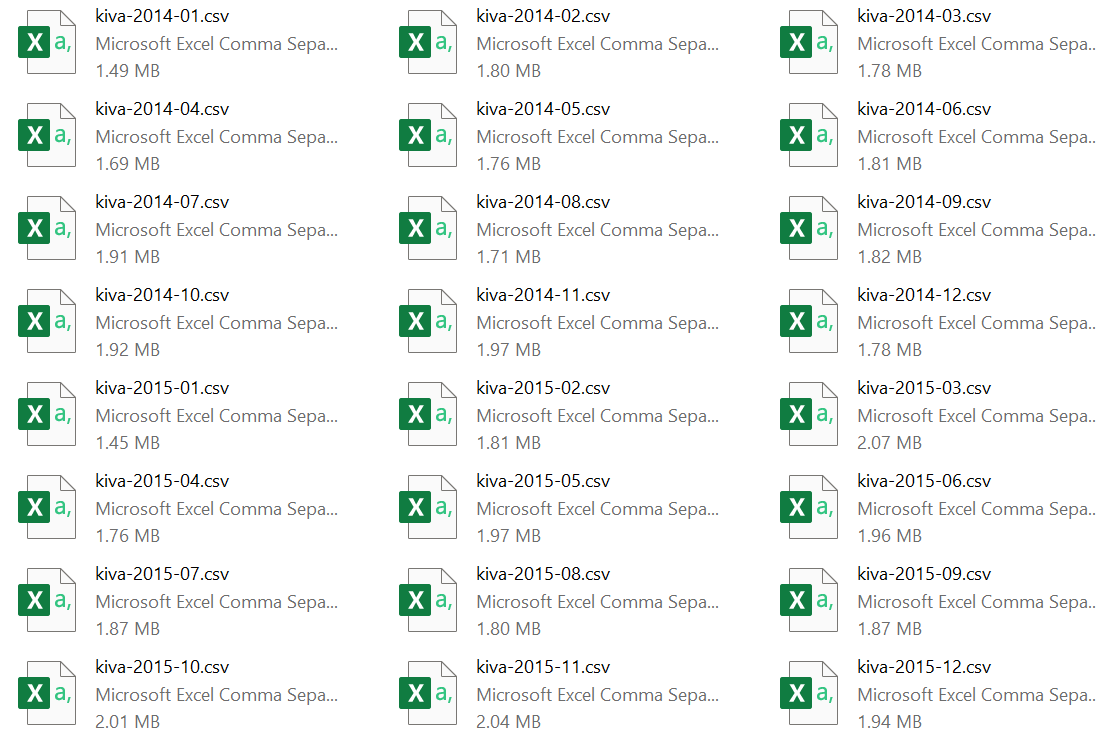 kiva-2014-01.csv
Microsoft Excel Comma Sepa...
1.49 MB
kiva-2014-02.csv
Microsoft Excel Comma Sepa...
1.80 MB
kiva-2014-03.csv
Microsoft Excel Comma Sepa..
1.78 MB
kiva-2014-04.csv
Microsoft Excel Comma Sepa...
1.69 MB
kiva-2014-05.csv
Microsoft Excel Comma Sepa...
1.76 MB
kiva-2014-06.csv
Microsoft Excel Comma Sepa..
1.81 MB
kiva-2014-07.csv
Microsoft Excel Comma Sepa...
1.91 MB
kiva-2014-08.csv
Microsoft Excel Comma Sepa...
1.71 MB
kiva-2014-09.csv
Microsoft Excel Comma Sepa..
1.82 MB
kiva-2014-10.csv
Microsoft Excel Comma Sepa...
1.92 MB
kiva-2014-11.csv
Microsoft Excel Comma Sepa...
1.97 MB
kiva-2014-12.csv
Microsoft Excel Comma Sepa..
1.78 MB
kiva-2015-01.csv
Microsoft Excel Comma Sepa...
1.45 MB
kiva-2015-02.csv
Microsoft Excel Comma Sepa...
1.81 MB
kiva-2015-03.csv
Microsoft Excel Comma Sepa..
2.07 MB
kiva-2015-04.csv
Microsoft Excel Comma Sepa...
1.76 MB
kiva-2015-05.csv
Microsoft Excel Comma Sepa...
1.97 MB
kiva-2015-06.csv
Microsoft Excel Comma Sepa..
1.96 MB
kiva-2015-07.csv
Microsoft Excel Comma Sepa...
1.87 MB
kiva-2015-08.csv
Microsoft Excel Comma Sepa...
1.80 MB
kiva-2015-09.csv
Microsoft Excel Comma Sepa..
1.87 MB
kiva-2015-10.csv
Microsoft Excel Comma Sepa...
2.01 MB
kiva-2015-11.csv
Microsoft Excel Comma Sepa...
2.04 MB
kiva-2015-12.csv
Microsoft Excel Comma Sepa..
1.94 MB